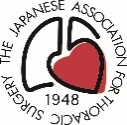 THE JAPANESE ASSOCIATION FOR THORACIC SURGERY
1948